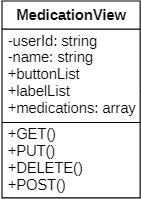 MedicationView
-userId: string
-name: string
+buttonList
+labelList
+medications: array
+GET()
+PUT()
+DELETE()
+POST()